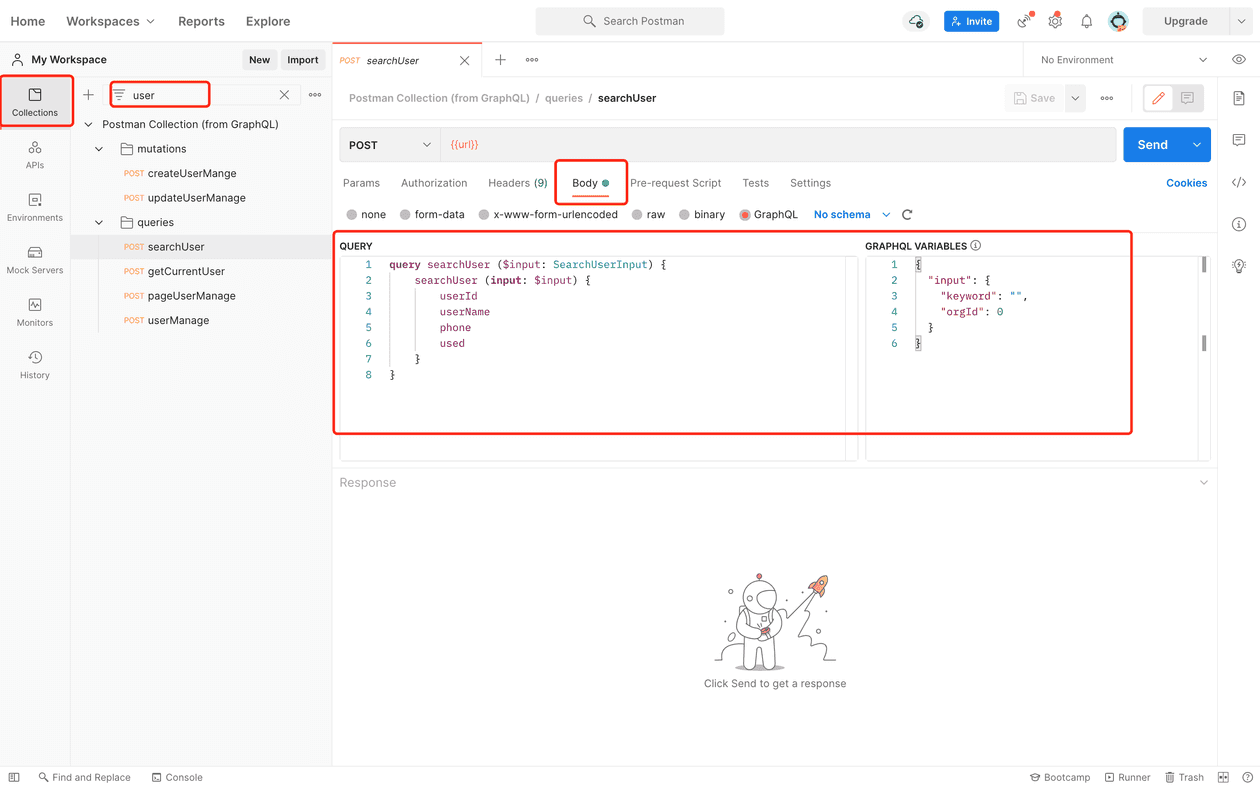 Home Workspaces Reports Explore Search Postman Invite Upgrade
My Workspace New Import POST searchUser No Environment
Collections
user
Postman Collection (from GraphQL) / queries / searchUser Save
Postman Collection (from GraphQL)
mutations
POST createUserMange
POST updateUserManage
queries
POST searchUser
POST getCurrentUser
POST pageUserManage
POST userManage
APIs
Environments
Mock Servers
Monitors
History
POST {{url}} Send
Params Authorization Headers (9) Body Pre-request Script Tests Settings Cookies
none form-data x-www-form-urlencoded raw binary GraphQL No schema
QUERY
1 query searchUser ($input: SearchUserInput) {
2 searchUser (input: $input) {
3 userId
4 userName
5 phone
6 used
7 }
8 }
GRAPHQL VARIABLES
1 {
2 "input": {
3 "keyword": "",
4 "orgId": 0
5 }
6 }
Response
Click Send to get a response
Find and Replace Console Bootcamp Runner Trash